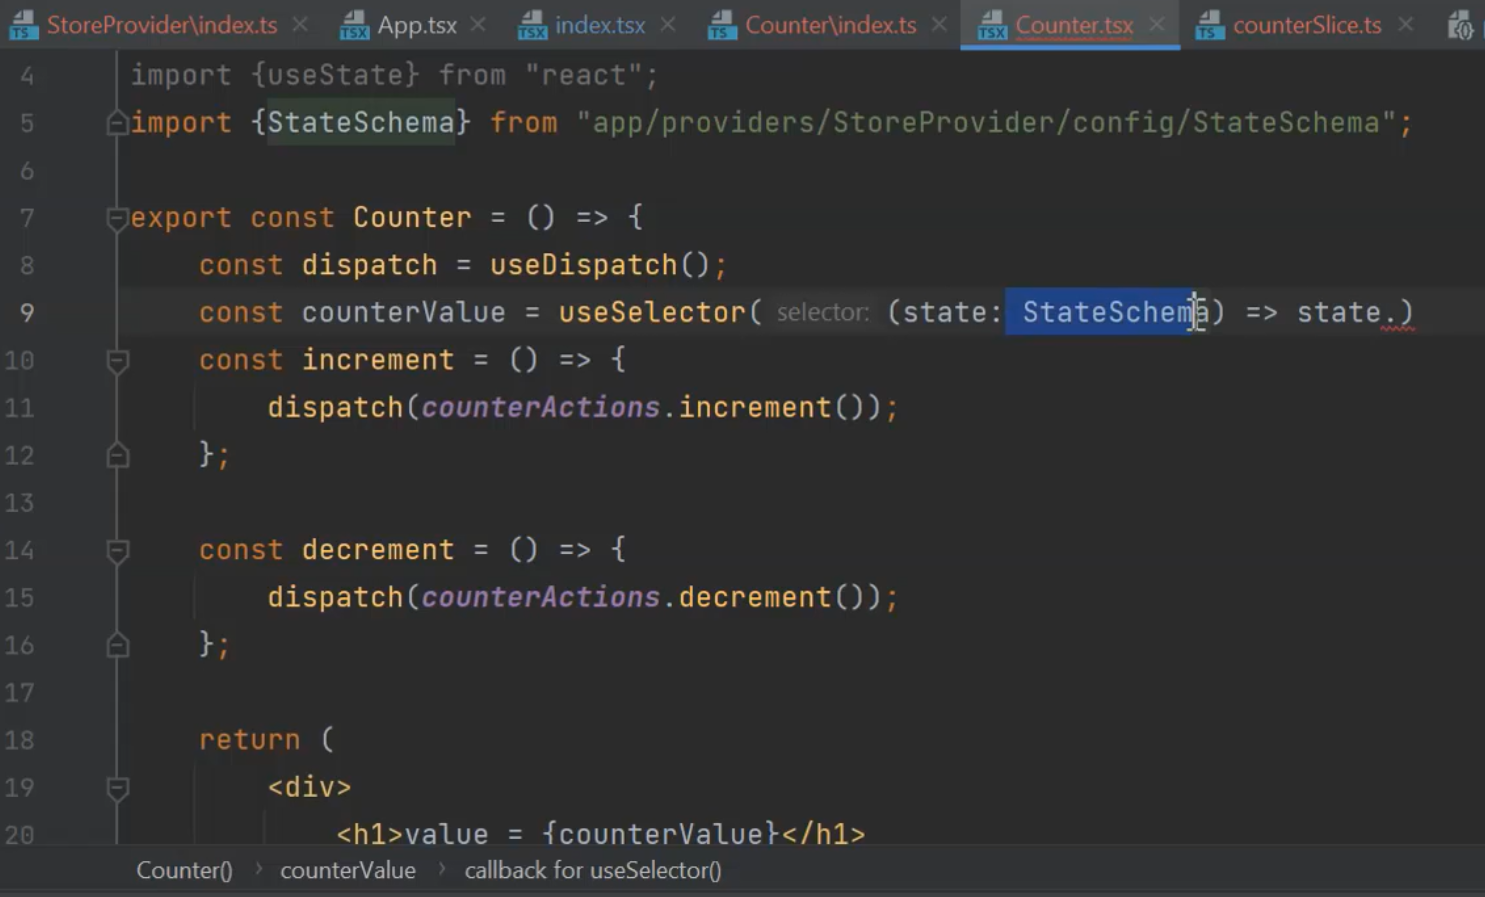 StoreProvider\index.ts App.tsx index.tsx Counter\index.ts Counter.tsx counterSlice.ts
4 import {useState} from "react";
5 import {StateSchema} from "app/providers/StoreProvider/config/StateSchema";
6
7 export const Counter = () => {
8 const dispatch = useDispatch();
9 const counterValue = useSelector( selector: (state: StateSchema) => state.)
10 const increment = () => {
11 dispatch(counterActions.increment());
12 };
13
14 const decrement = () => {
15 dispatch(counterActions.decrement());
16 };
17
18 return (
19 <div>
20 <h1>value = {counterValue}</h1>
Counter() › counterValue › callback for useSelector()